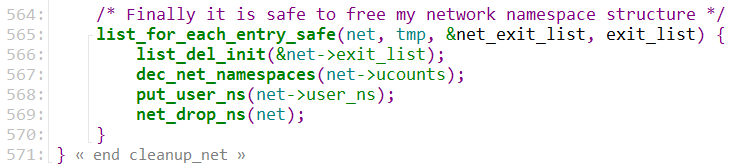 564:     /* Finally it is safe to free my network namespace structure */
565:     list_for_each_entry_safe(net, tmp, &net_exit_list, exit_list) {
566:         list_del_init(&net->exit_list);
567:         dec_net_namespaces(net->ucounts);
568:         put_user_ns(net->user_ns);
569:         net_drop_ns(net);
570:     }
571: } « end cleanup_net »